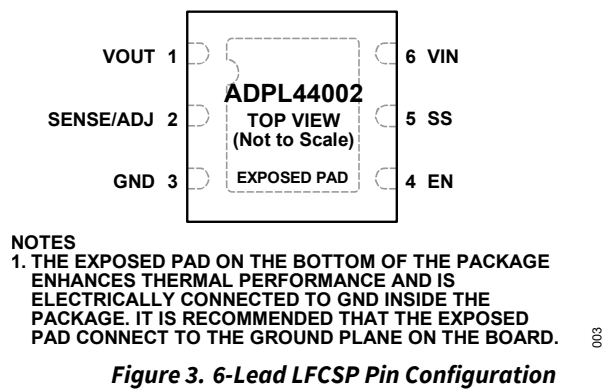 VOUT 1
6 VIN
ADPL44002
SENSE/ADJ 2
TOP VIEW
(Not to Scale)
5 SS
GND 3
EXPOSED PAD
4 EN
NOTES
1. THE EXPOSED PAD ON THE BOTTOM OF THE PACKAGE
ENHANCES THERMAL PERFORMANCE AND IS
ELECTRICALLY CONNECTED TO GND INSIDE THE
PACKAGE. IT IS RECOMMENDED THAT THE EXPOSED
PAD CONNECT TO THE GROUND PLANE ON THE BOARD.
003
Figure 3. 6-Lead LFCSP Pin Configuration